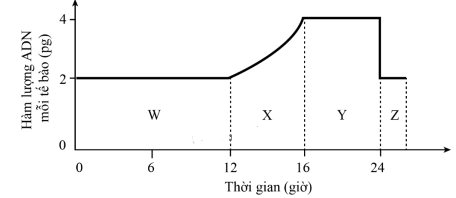 Hàm lượng ADN
mỗi tế bào (pg)
4
2
0
W
X
Y
Z
0
6
12
16
24
Thời gian (giờ)